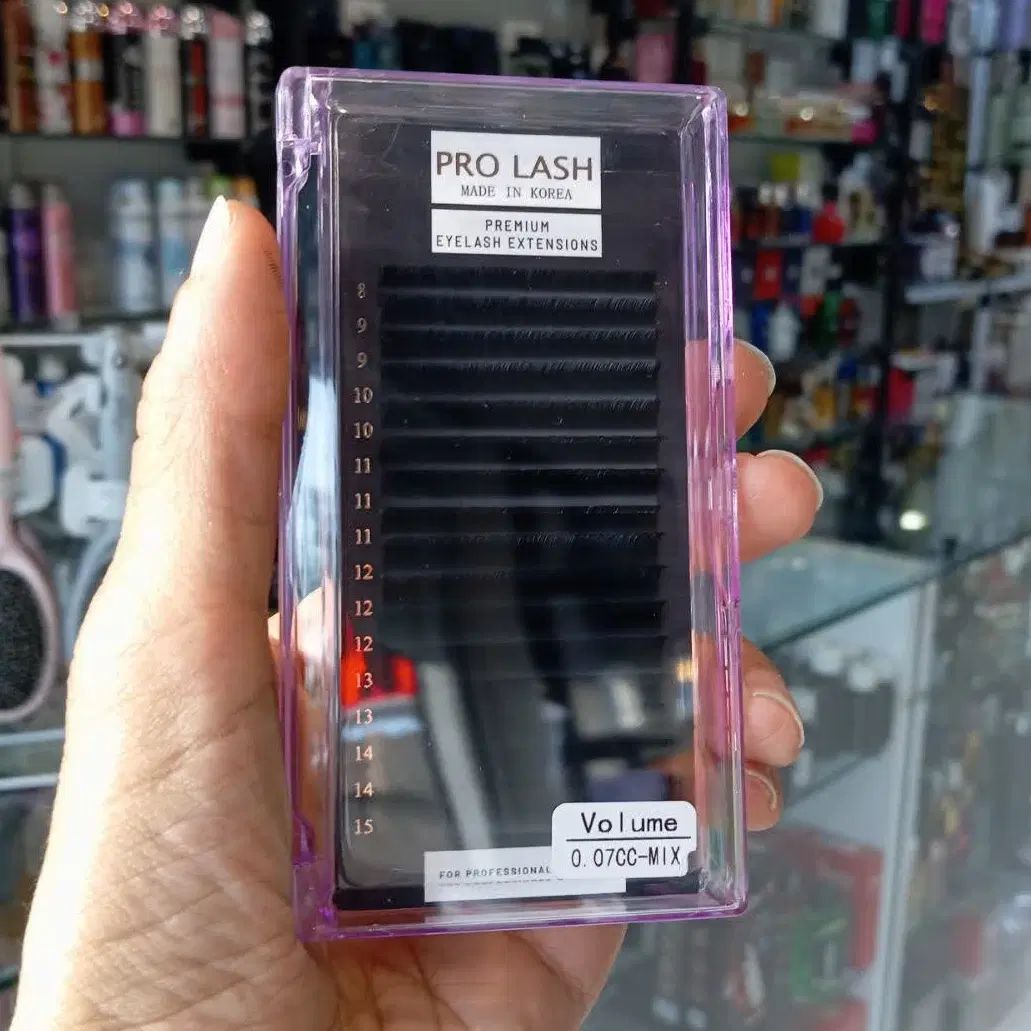 PRO LASH
MADE IN KOREA
PREMIUM
EYELASH EXTENSIONS
8
9
9
10
10
11
11
11
12
12
12
13
13
14
14
15
Volume
0.07CC-MIX
FOR PROFESSIONAL